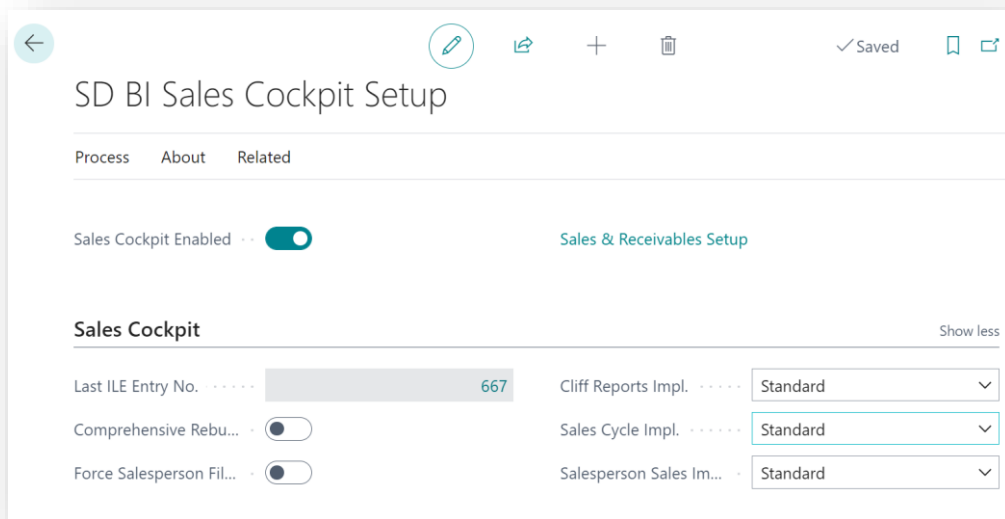 Saved
SD BI Sales Cockpit Setup
Process About Related
Sales Cockpit Enabled Sales & Receivables Setup
Sales Cockpit Show less
Last ILE Entry No. 667 Cliff Reports Impl. Standard
Comprehensive Rebu... Sales Cycle Impl. Standard
Force Salesperson Fil... Salesperson Sales Im... Standard